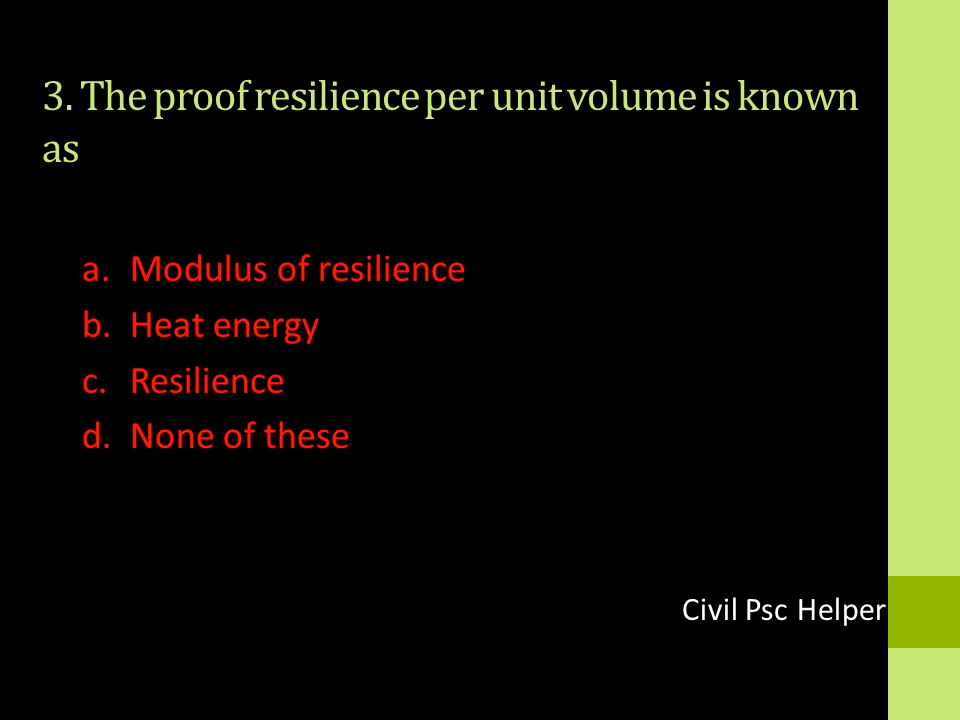 3. The proof resilience per unit volume is known
as
a. Modulus of resilience
b. Heat energy
c. Resilience
d. None of these
Civil Psc Helper